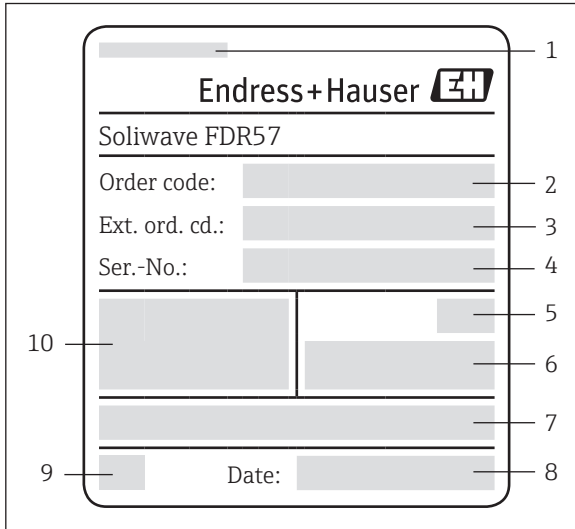 1
Endress+Hauser EH
Soliwave FDR57
Order code: 2
Ext. ord. cd.: 3
Ser.-No.: 4
5
10
6
7
9 Date: 8